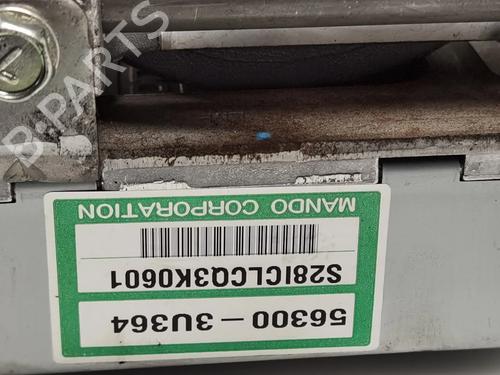 56300 - 3U364
S28ICLCQ3K0601
MANDO CORPORATION
B-PARTS